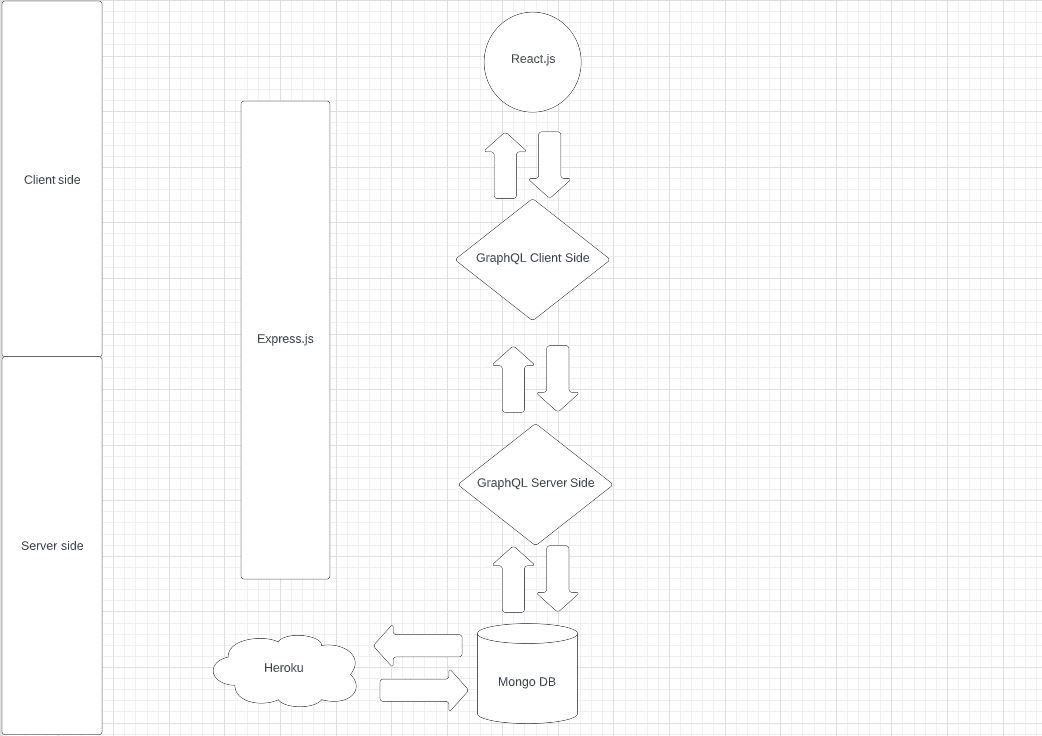 React.js
Client side
GraphQL Client Side
Express.js
GraphQL Server Side
Server side
Heroku
Mongo DB